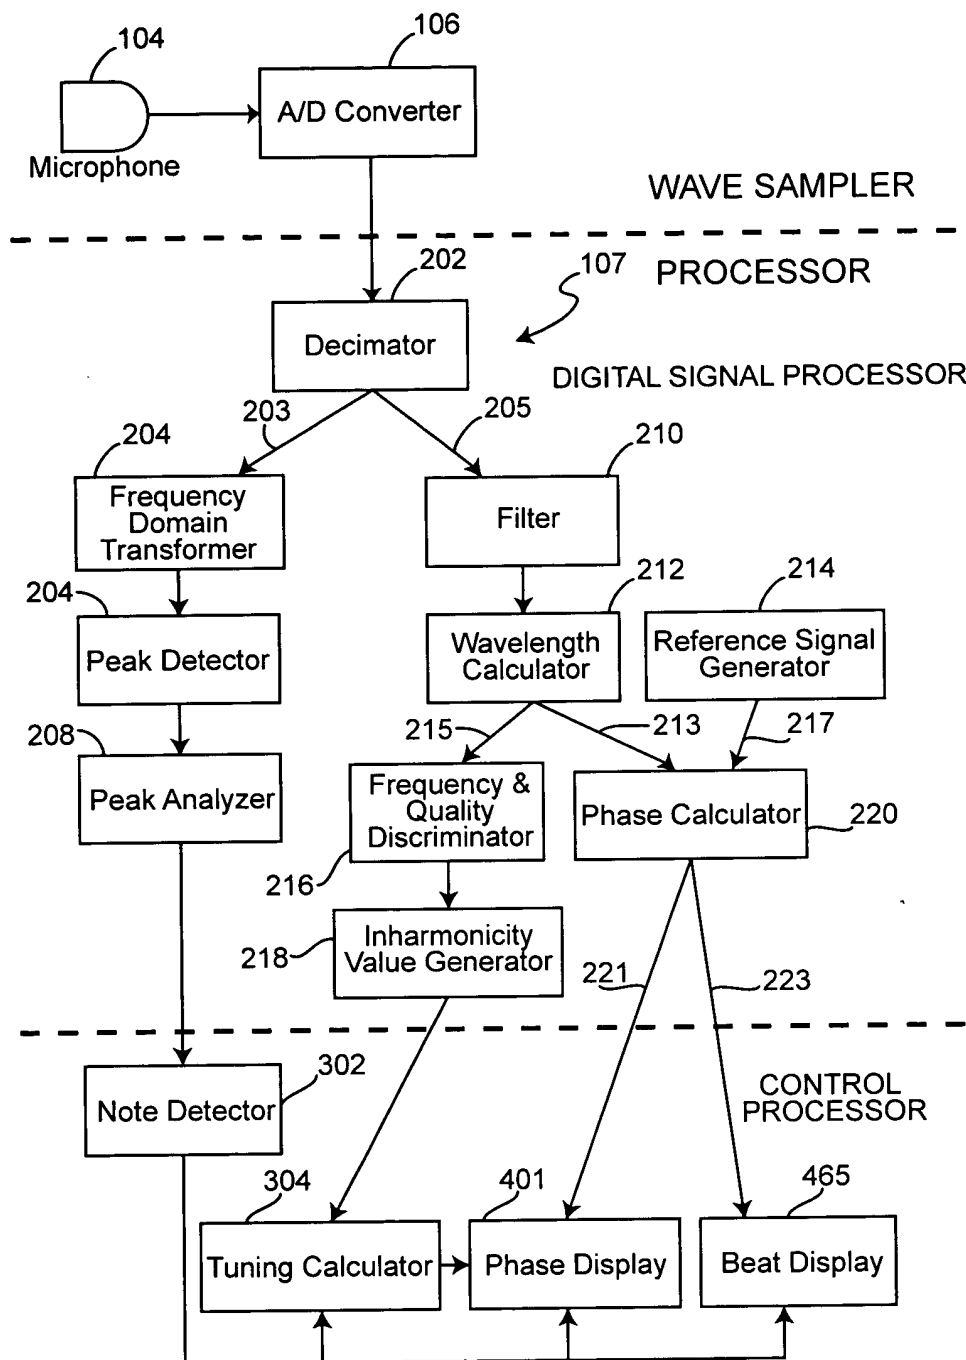 104
106
A/D Converter
Microphone
WAVE SAMPLER
202
107
PROCESSOR
Decimator
DIGITAL SIGNAL PROCESSOR
203
205
204
210
Frequency
Domain
Transformer
Filter
204
212
214
Peak Detector
Wavelength
Calculator
Reference Signal
Generator
208
215
213
217
Peak Analyzer
Frequency &
Quality
Discriminator
Phase Calculator
220
216
218
Inharmonicity
Value Generator
221
223
302
Note Detector
CONTROL
PROCESSOR
304
401
465
Tuning Calculator
Phase Display
Beat Display